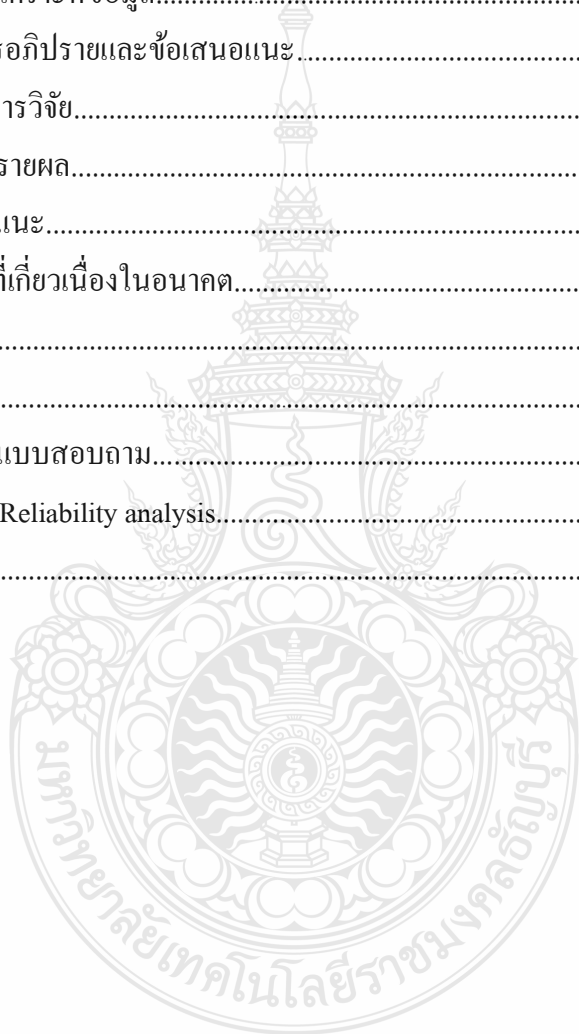 รอภิปรายและข้อเสนอแนะ
ารวิจัย
รายผล
แนะ
ที่เกี่ยวเนื่องในอนาคต
แบบสอบถาม
Reliability analysis
มหาวิทยาลัยเทคโนโลยีราชมงคลธัญบุรี